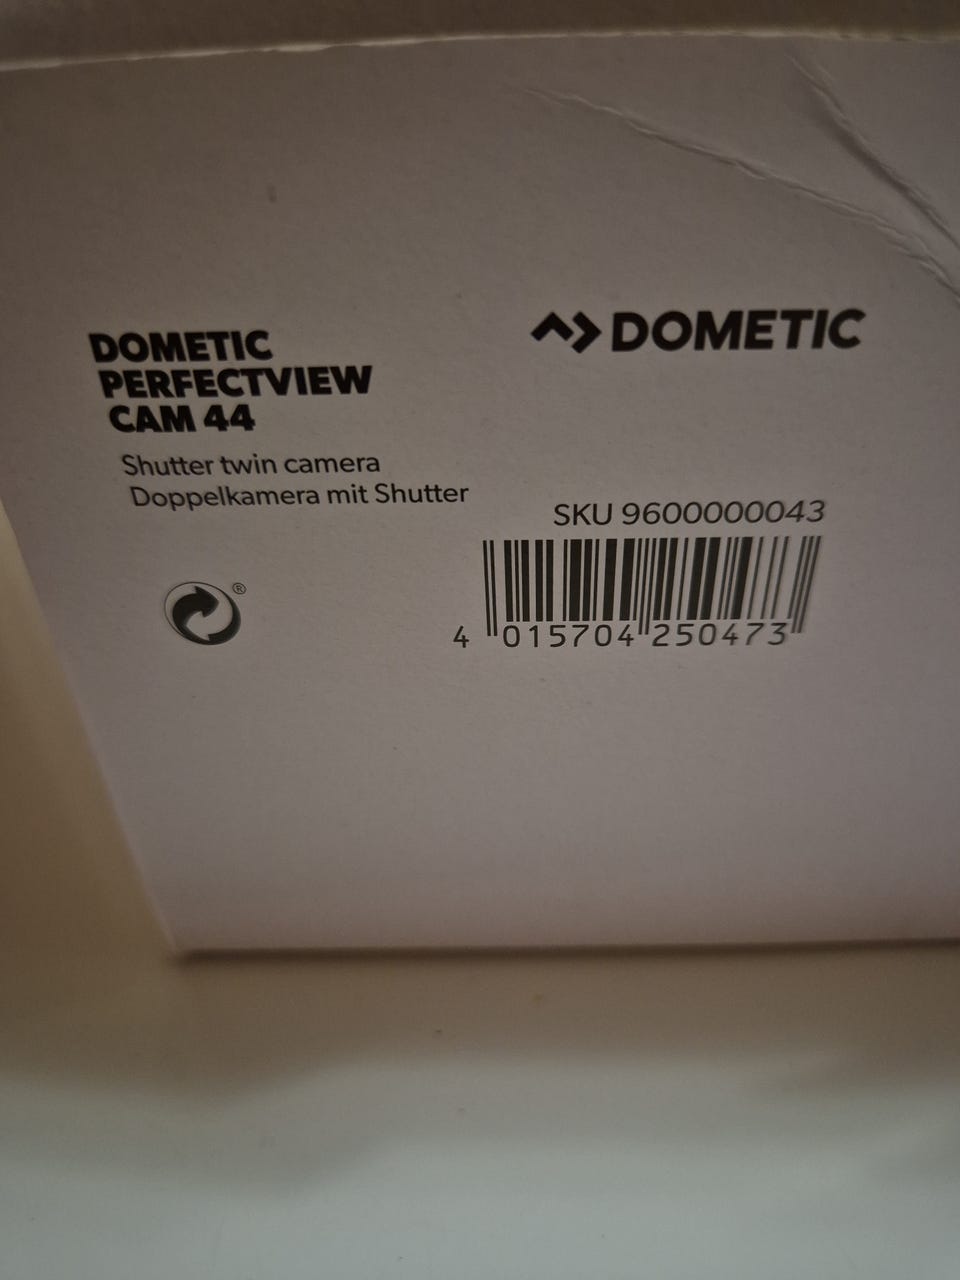 DOMETIC
PERFECTVIEW
CAM 44
Shutter twin camera
Doppelkamera mit Shutter
DOMETIC
SKU 9600000043
4 015704 250473
®